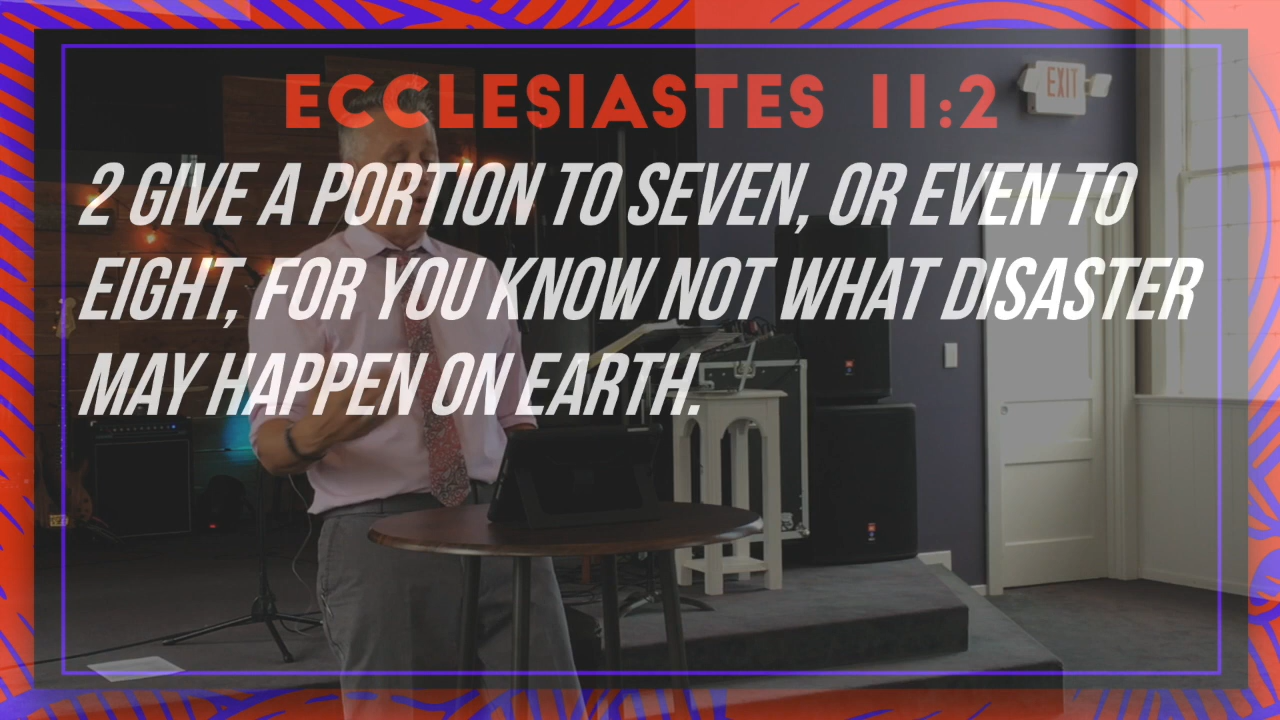 ECCLESIASTES 11:2
2 GIVE A PORTION TO SEVEN, OR EVEN TO
EIGHT, FOR YOU KNOW NOT WHAT DISASTER
MAY HAPPEN ON EARTH.
EXIT